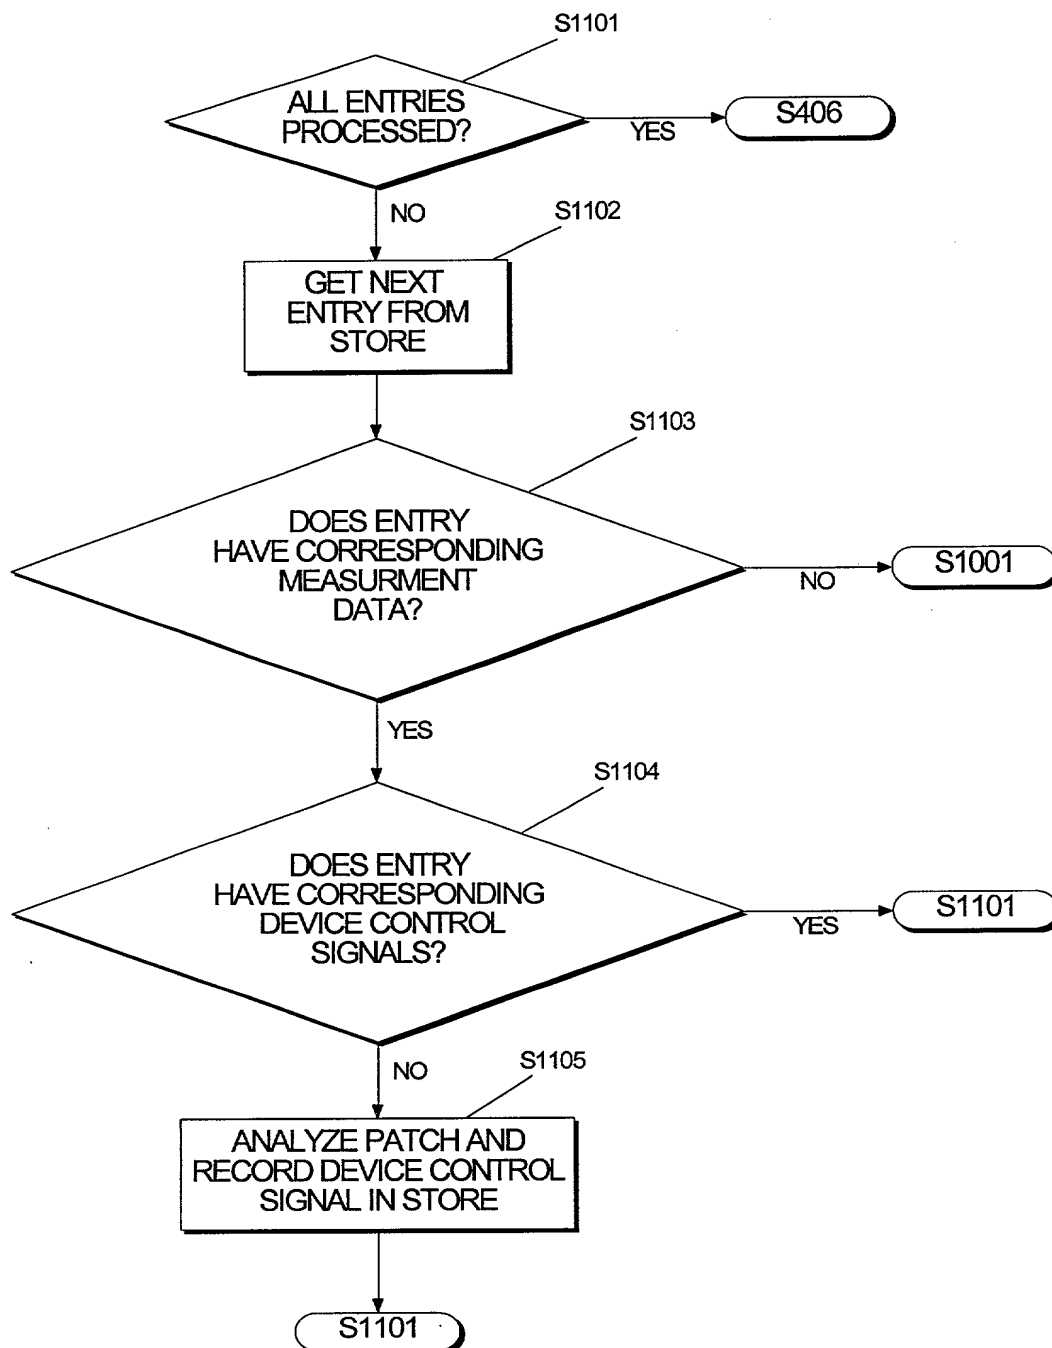 S1101
ALL ENTRIES
PROCESSED?
YES
S406
NO
S1102
GET NEXT
ENTRY FROM
STORE
S1103
DOES ENTRY
HAVE CORRESPONDING
MEASURMENT
DATA?
NO
S1001
YES
S1104
DOES ENTRY
HAVE CORRESPONDING
DEVICE CONTROL
SIGNALS?
YES
S1101
NO
S1105
ANALYZE PATCH AND
RECORD DEVICE CONTROL
SIGNAL IN STORE
S1101